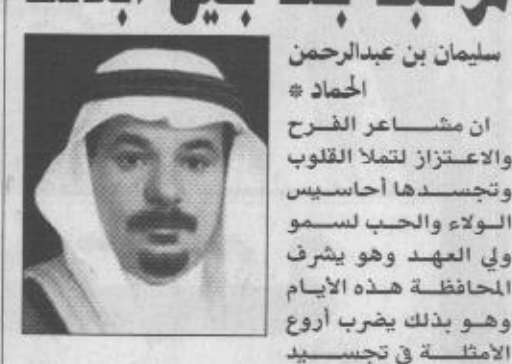 سليمان بن عبدالرحمن
الحماد *
ان مشاعر الفرح
والاعتزاز لتملأ القلوب
وتجسدها أحاسيس
الولاء والحب لسمو
ولي العهد وهو يشرف
المحافظة هذه الأيام
وهو بذلك يضرب أروع
الأمثلة في تجسيد